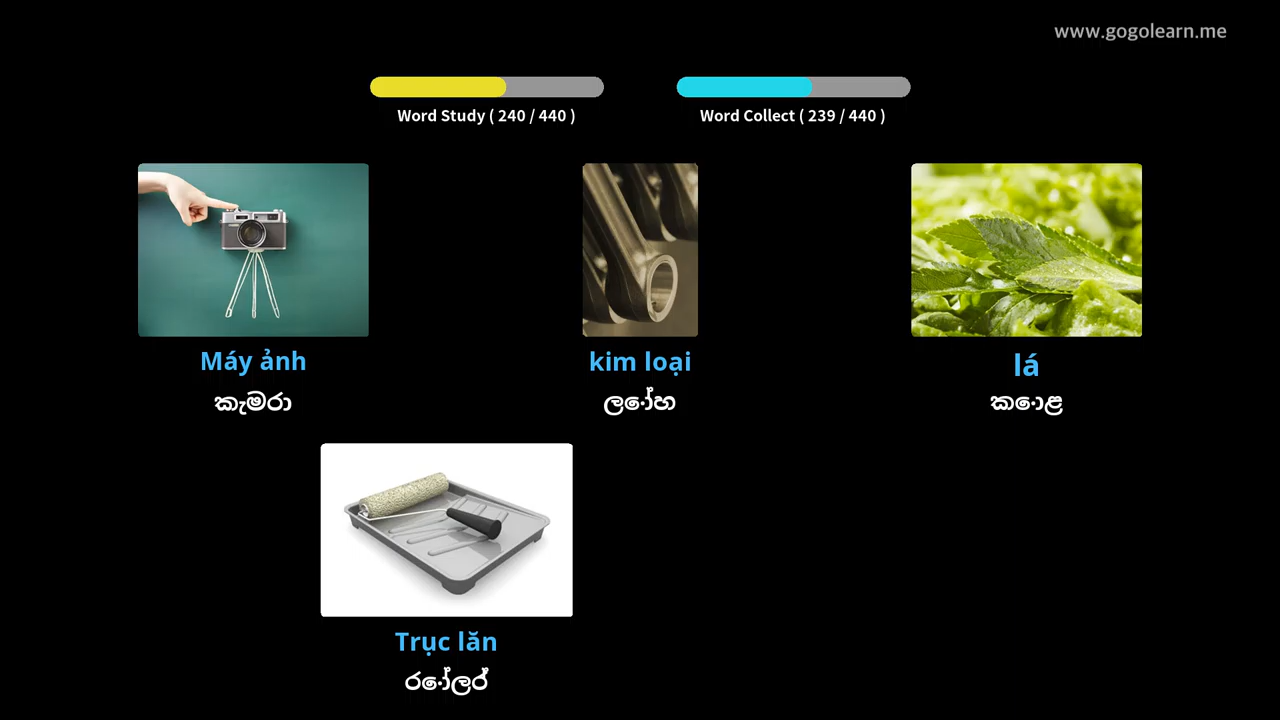 www.gogolearn.me
Word Study ( 240 / 440 )
Word Collect ( 239 / 440 )
Máy ảnh
කැමරා
kim loại
ලෝහ
lá
කොළ
Trục lăn
රෝලර්